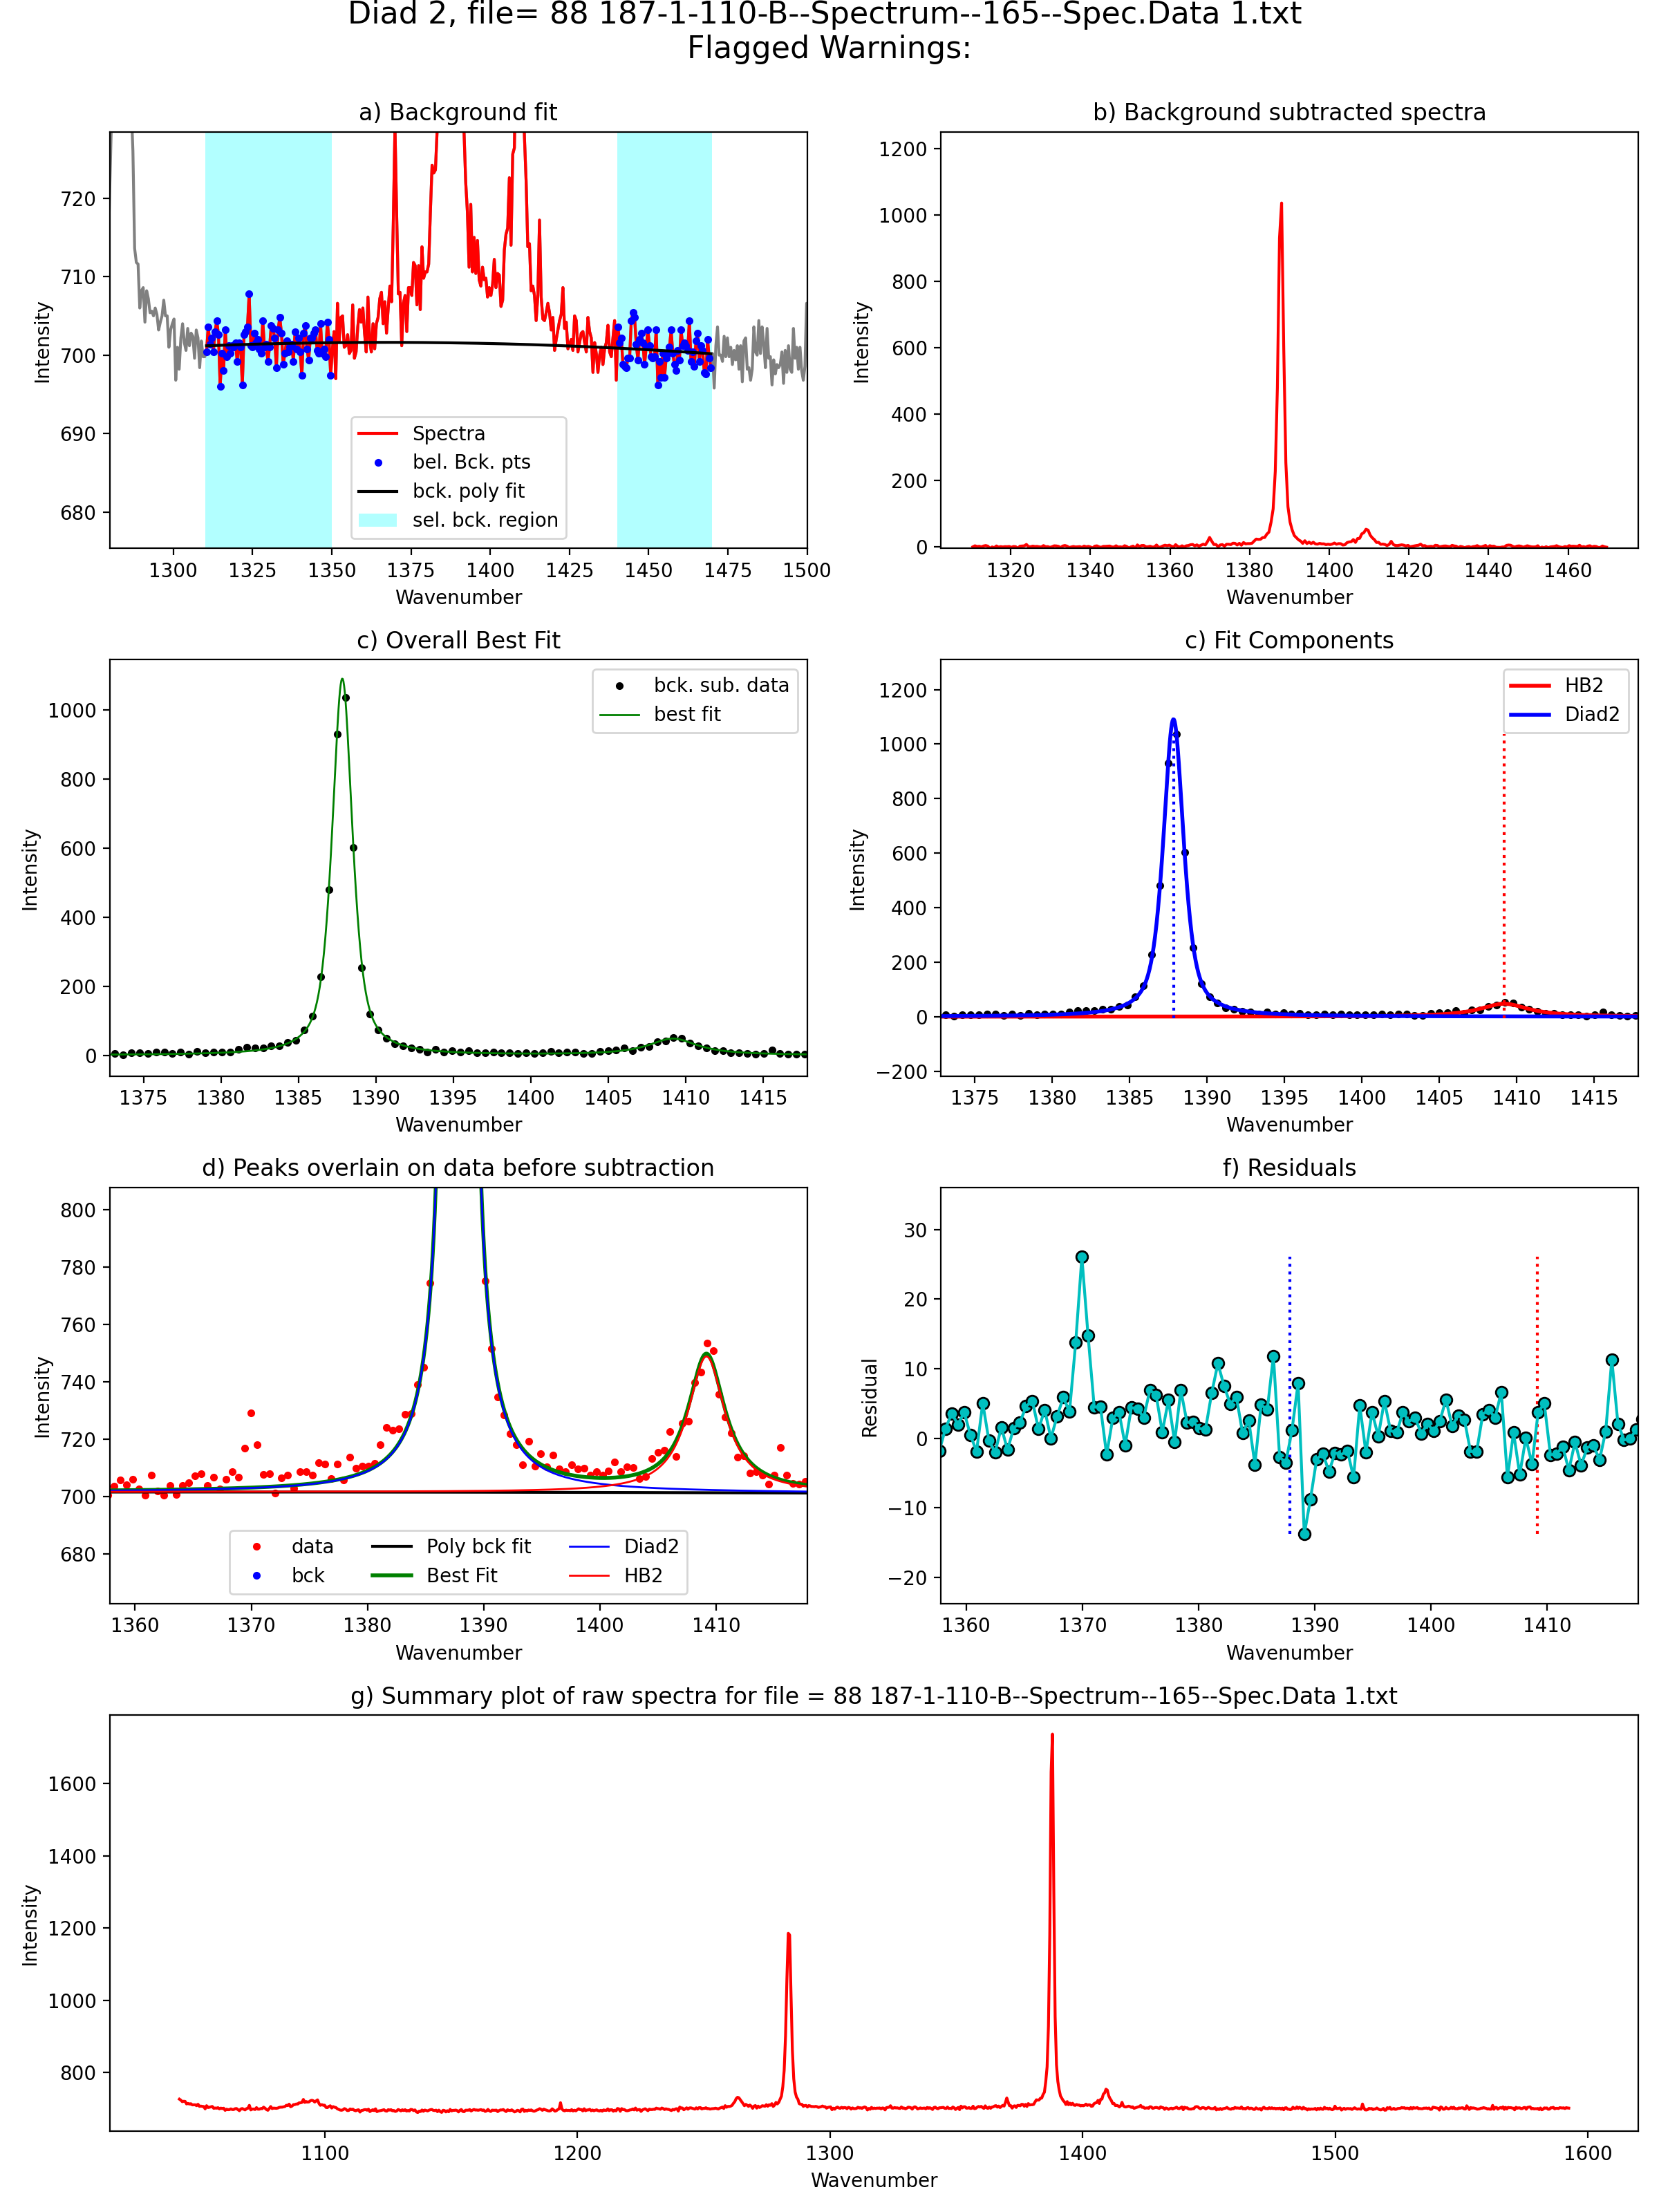 Diad 2, file= 88 187-1-110-B--Spectrum--165--Spec.Data 1.txt
Flagged Warnings:
a) Background fit
Intensity
720
710
700
690
680
Spectra
bel. Bck. pts
bck. poly fit
sel. bck. region
1300 1325 1350 1375 1400 1425 1450 1475 1500
Wavenumber
b) Background subtracted spectra
Intensity
1200
1000
800
600
400
200
0
1320 1340 1360 1380 1400 1420 1440 1460
Wavenumber
c) Overall Best Fit
Intensity
1000
800
600
400
200
0
bck. sub. data
best fit
1375 1380 1385 1390 1395 1400 1405 1410 1415
Wavenumber
c) Fit Components
Intensity
1200
1000
800
600
400
200
0
−200
HB2
Diad2
1375 1380 1385 1390 1395 1400 1405 1410 1415
Wavenumber
d) Peaks overlain on data before subtraction
Intensity
800
780
760
740
720
700
680
data
bck
Poly bck fit
Best Fit
Diad2
HB2
1360 1370 1380 1390 1400 1410
Wavenumber
f) Residuals
Residual
30
20
10
0
−10
−20
1360 1370 1380 1390 1400 1410
Wavenumber
g) Summary plot of raw spectra for file = 88 187-1-110-B--Spectrum--165--Spec.Data 1.txt
Intensity
1600
1400
1200
1000
800
1100 1200 1300 1400 1500 1600
Wavenumber